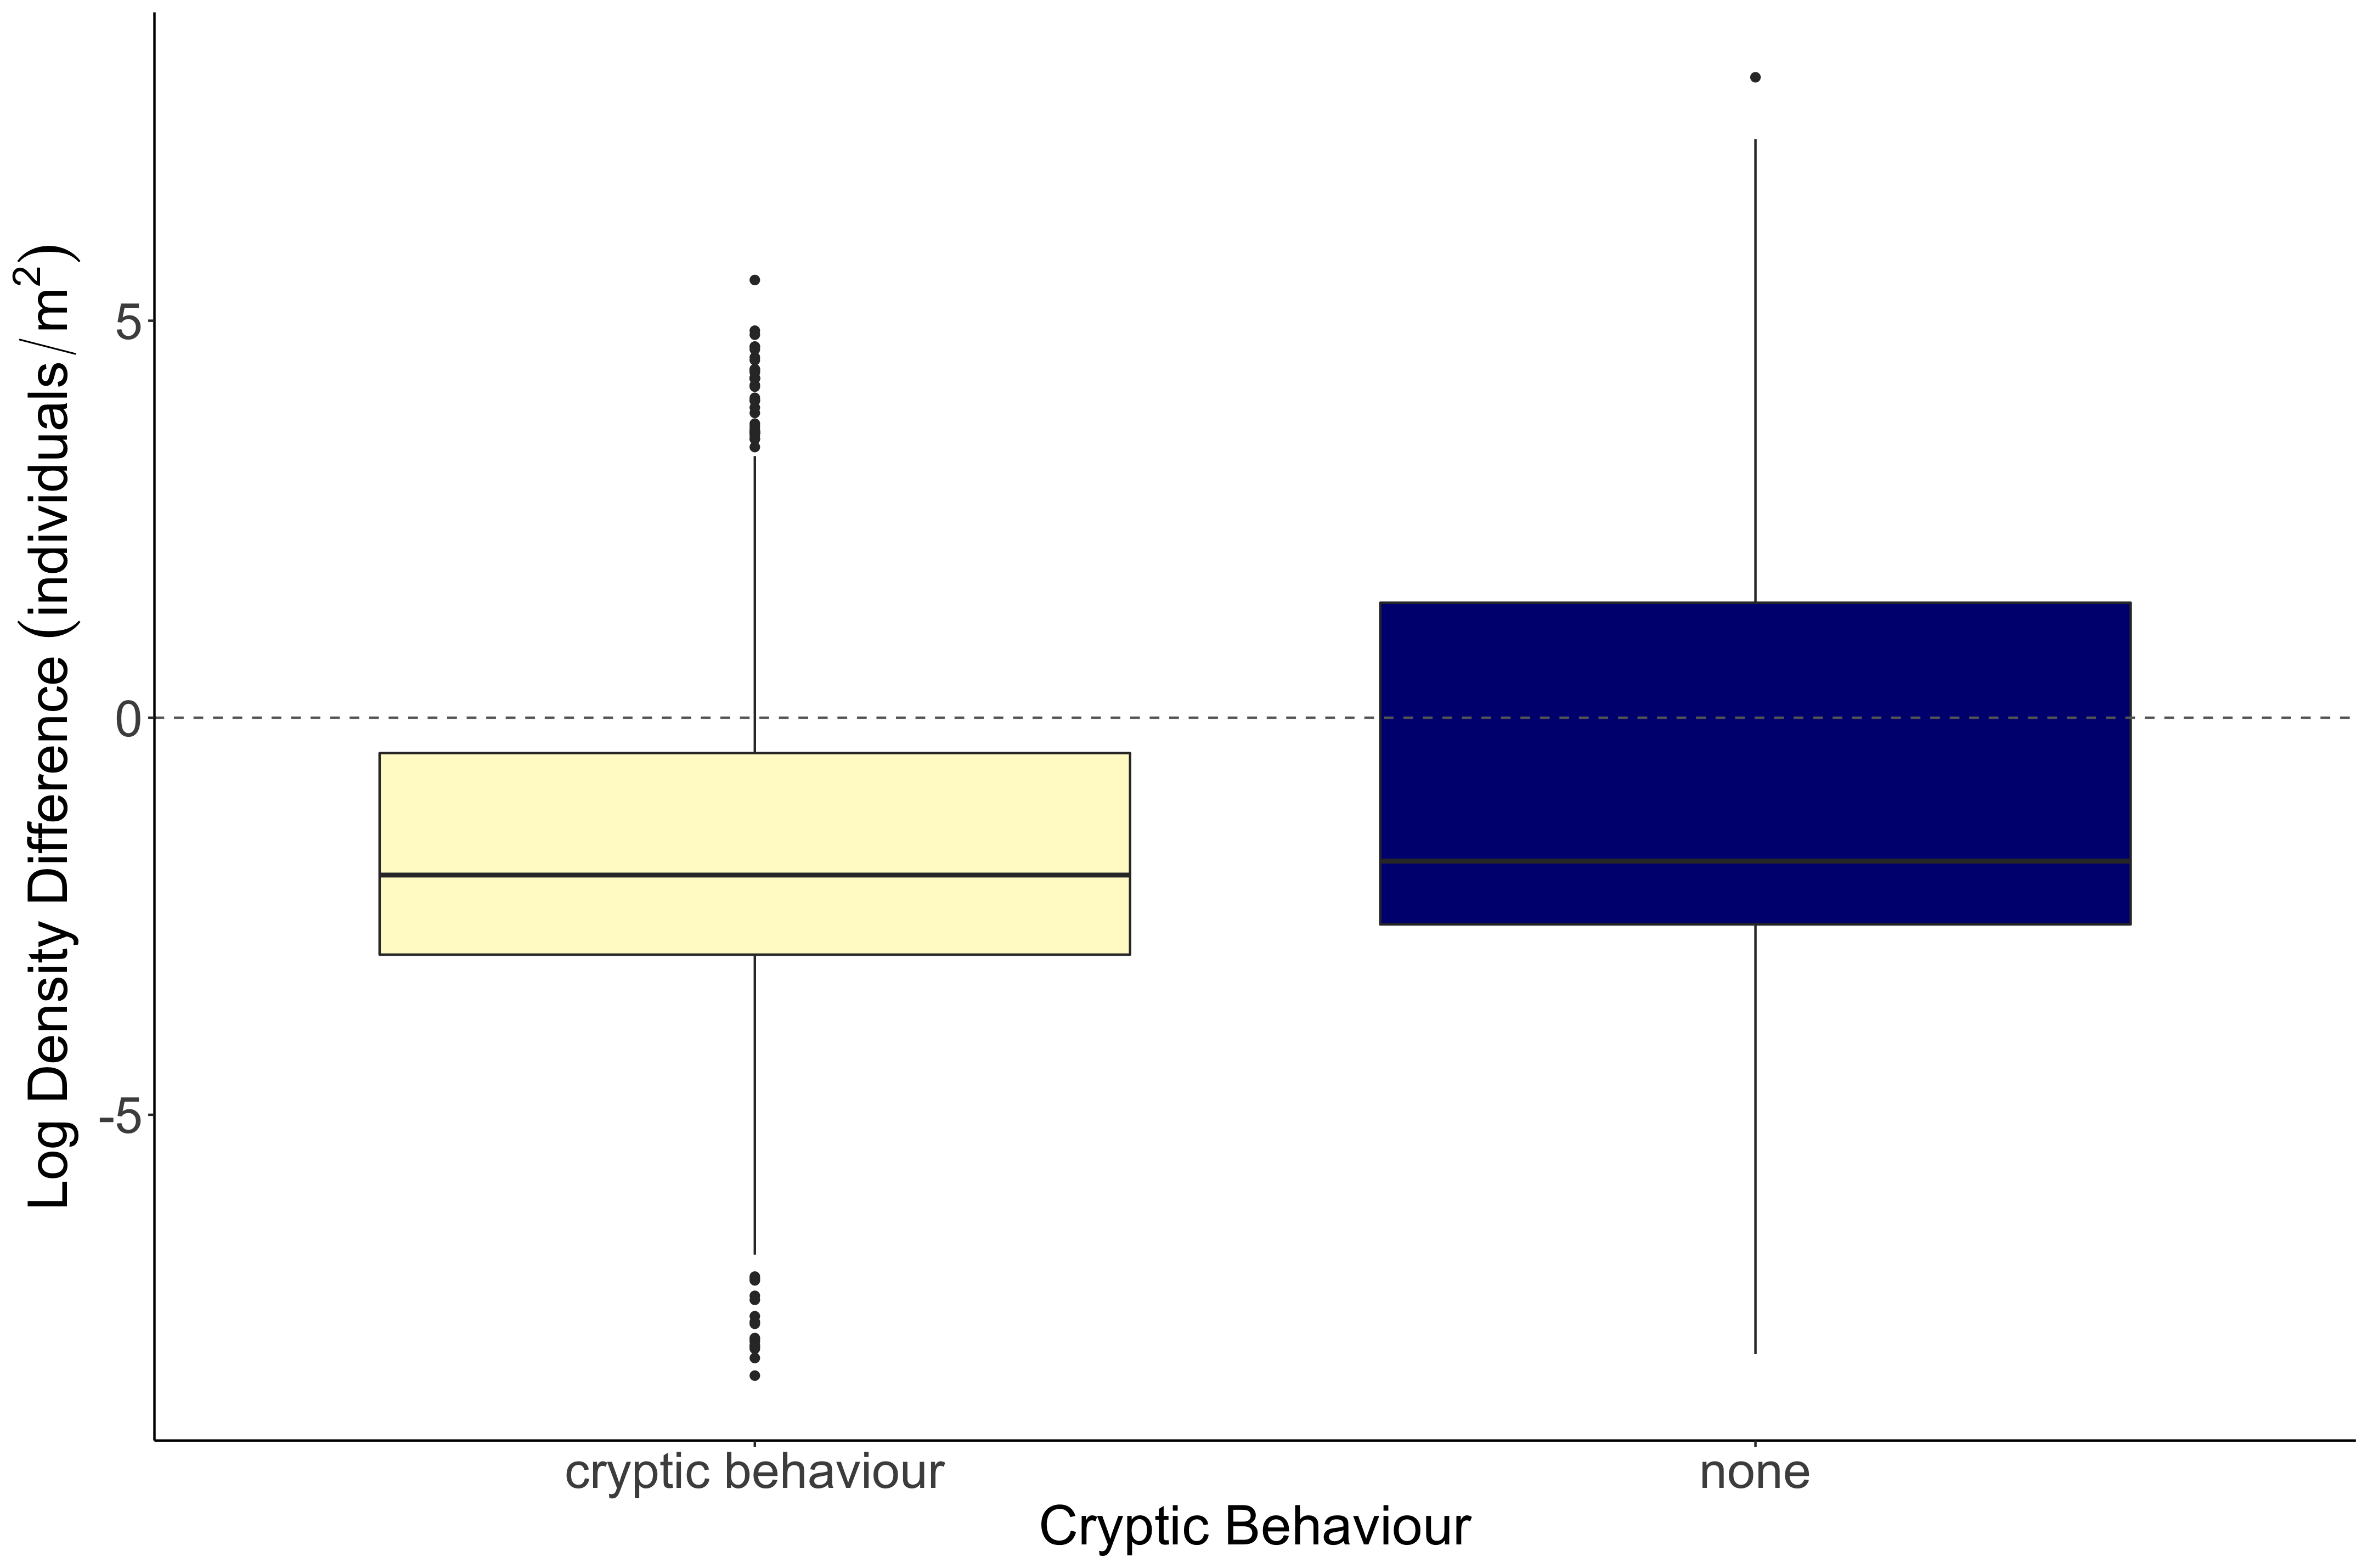 Log Density Difference (individuals/m²)
5
0
-5
cryptic behaviour
none
Cryptic Behaviour